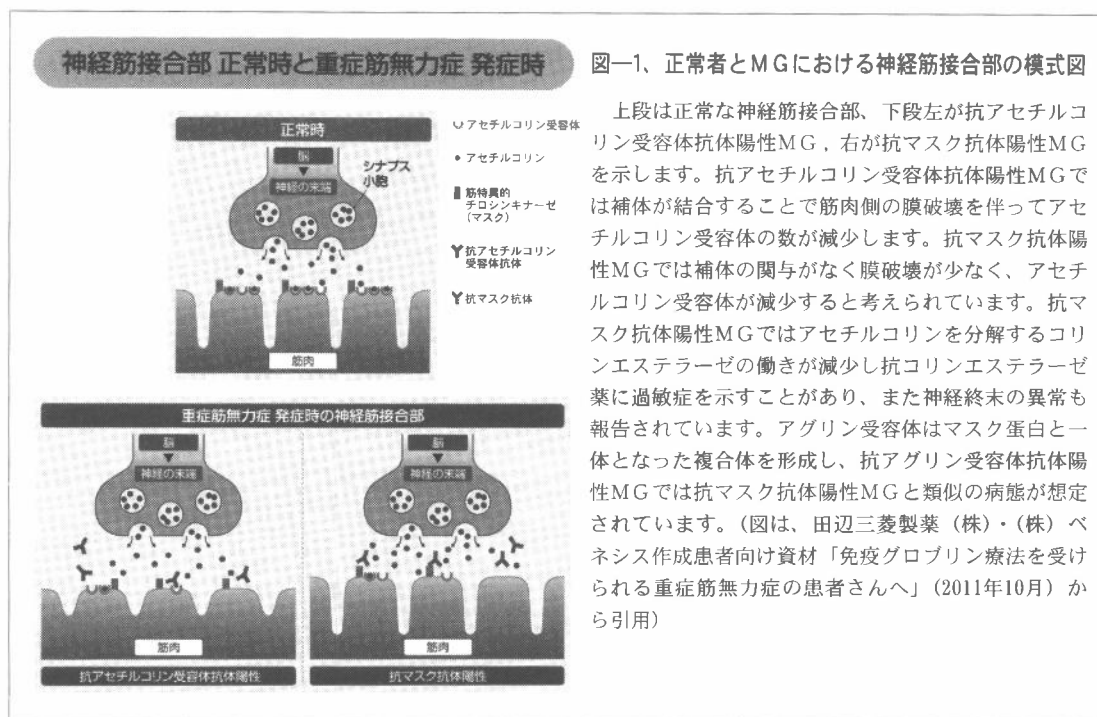 神経筋接合部 正常時と重症筋無力症 発症時
正常時
脳
神経の末端
シナプス
小胞
筋肉
アセチルコリン受容体
アセチルコリン
筋特異的
チロシンキナーゼ
(マスク)
抗アセチルコリン
受容体抗体
抗マスク抗体
重症筋無力症 発症時の神経筋接合部
脳
神経の末端
筋肉
抗アセチルコリン受容体抗体陽性
脳
神経の末端
筋肉
抗マスク抗体陽性
図―1、正常者とMGにおける神経筋接合部の模式図
上段は正常な神経筋接合部、下段左が抗アセチルコ
リン受容体抗体陽性MG，右が抗マスク抗体陽性MG
を示します。抗アセチルコリン受容体抗体陽性MGで
は補体が結合することで筋肉側の膜破壊を伴ってアセ
チルコリン受容体の数が減少します。抗マスク抗体陽
性MGでは補体の関与がなく膜破壊が少なく、アセチ
ルコリン受容体が減少すると考えられています。抗マ
スク抗体陽性MGではアセチルコリンを分解するコリ
ンエステラーゼの働きが減少し抗コリンエステラーゼ
薬に過敏症を示すことがあり、また神経終末の異常も
報告されています。アグリン受容体はマスク蛋白と一
体となった複合体を形成し、抗アグリン受容体抗体陽
性MGでは抗マスク抗体陽性MGと類似の病態が想定
されています。（図は、田辺三菱製薬（株）・（株）ベ
ネシス作成患者向け資材「免疫グロブリン療法を受け
られる重症筋無力症の患者さんへ」（2011年10月）か
ら引用）